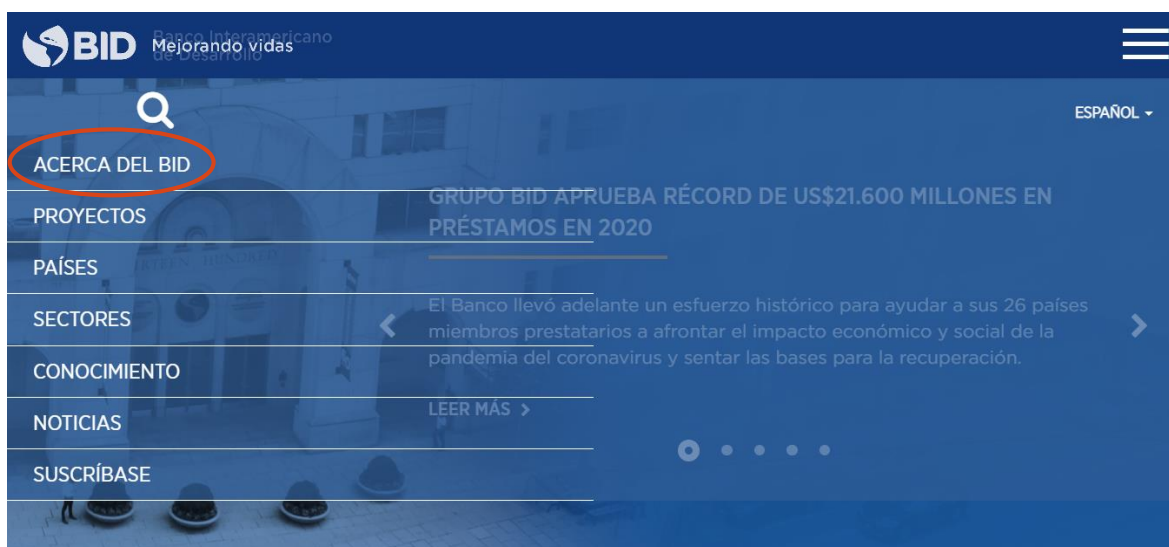 BID
Mejorando vidas
Banco Interamericano
de Desarrollo
ESPAÑOL
ACERCA DEL BID
PROYECTOS
PAÍSES
SECTORES
CONOCIMIENTO
NOTICIAS
SUSCRÍBASE
GRUPO BID APRUEBA RÉCORD DE US$21.600 MILLONES EN
PRÉSTAMOS EN 2020
El Banco llevó adelante un esfuerzo histórico para ayudar a sus 26 países
miembros prestatarios a afrontar el impacto económico y social de la
pandemia del coronavirus y sentar las bases para la recuperación.
LEER MÁS >
THIRTEEN HUNDRED